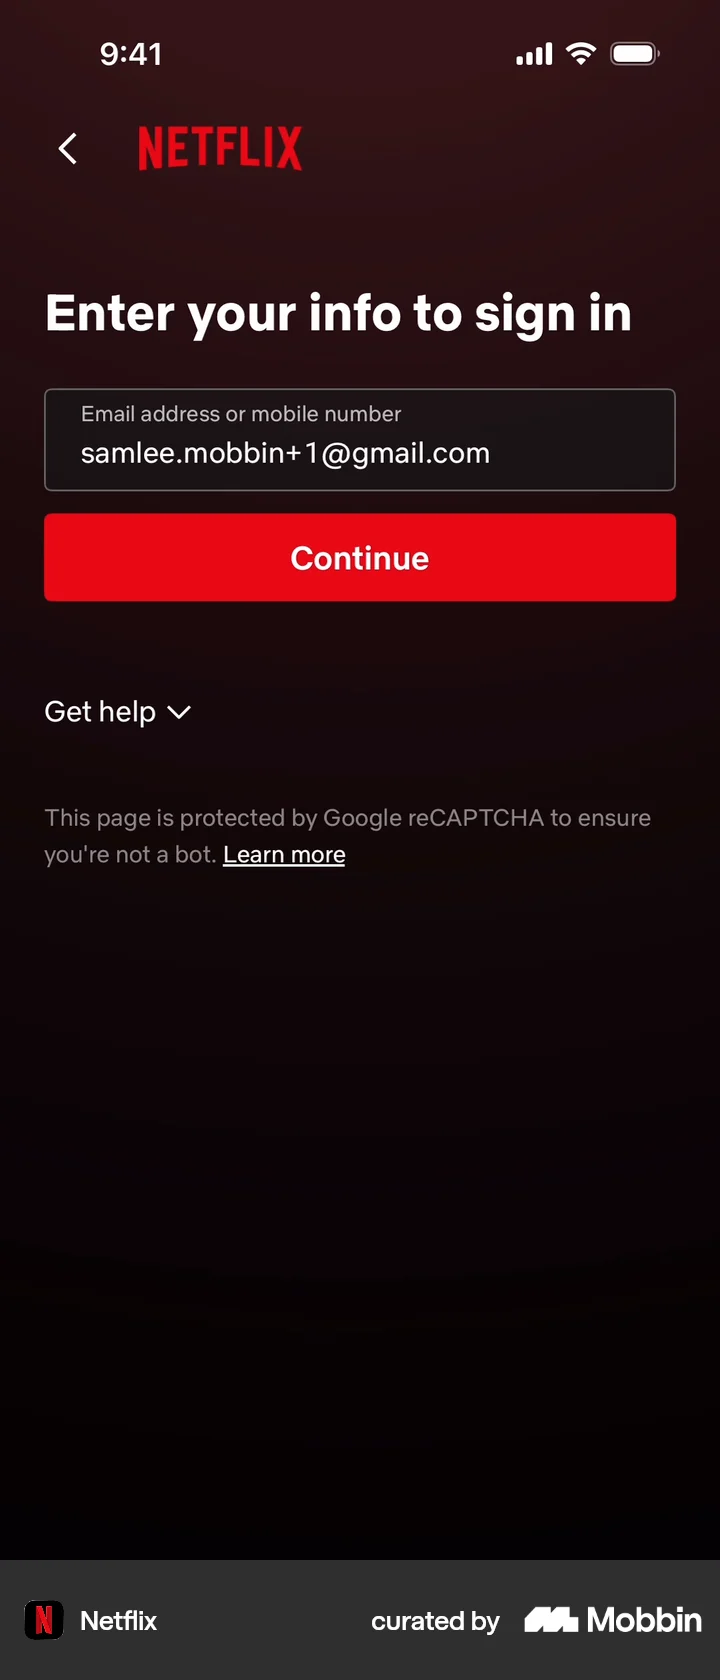 9:41
NETFLIX
Enter your info to sign in
Email address or mobile number
samlee.mobbin+1@gmail.com
Continue
Get help
This page is protected by Google reCAPTCHA to ensure
you're not a bot. Learn more
N Netflix
curated by Mobbin